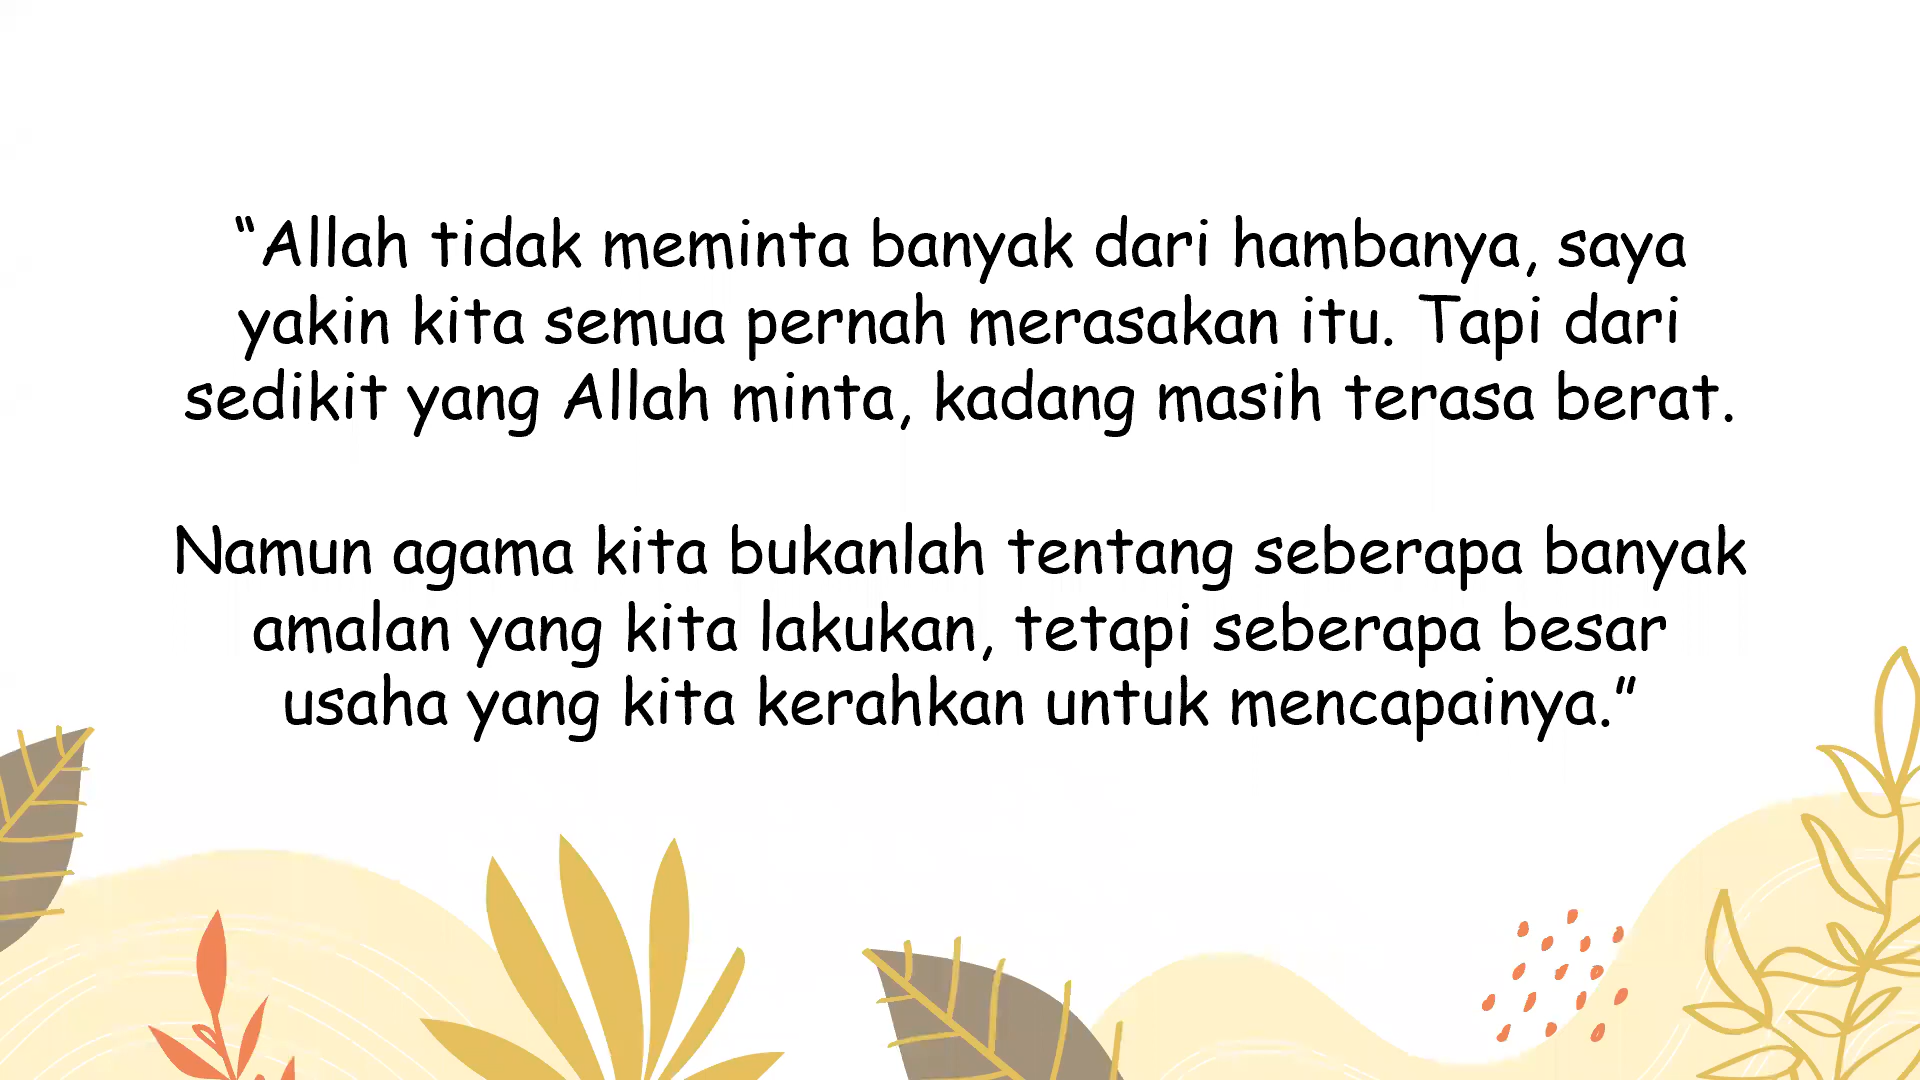 “Allah tidak meminta banyak dari hambanya, saya
yakin kita semua pernah merasakan itu. Tapi dari
sedikit yang Allah minta, kadang masih terasa berat.
Namun agama kita bukanlah tentang seberapa banyak
amalan yang kita lakukan, tetapi seberapa besar
usaha yang kita kerahkan untuk mencapainya.”